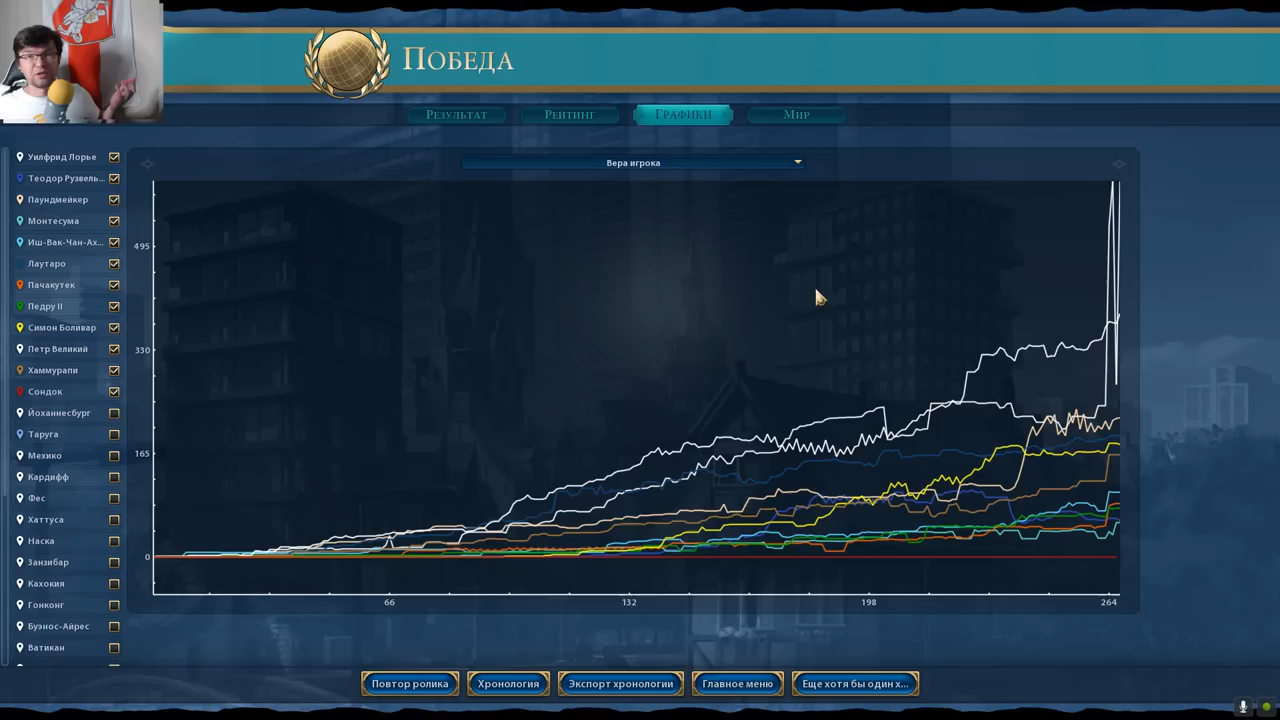 Победа
Результат
Рейтинг
Графики
Мир
Вера игрока
Уилфрид Лорье
Теодор Рузвель...
Паундмейкер
Монтесума
Иш-Вак-Чан-Ах...
Лаутаро
Пачакутек
Педру II
Симон Боливар
Петр Великий
Хаммурапи
Сондок
Йоханнесбург
Таруга
Мехико
Кардифф
Фес
Хаттуса
Наска
Занзибар
Кахокия
Гонконг
Буэнос-Айрес
Ватикан
495
330
165
0
66
132
198
264
Повтор ролика
Хронология
Экспорт хронологии
Главное меню
Еще хотя бы один х...